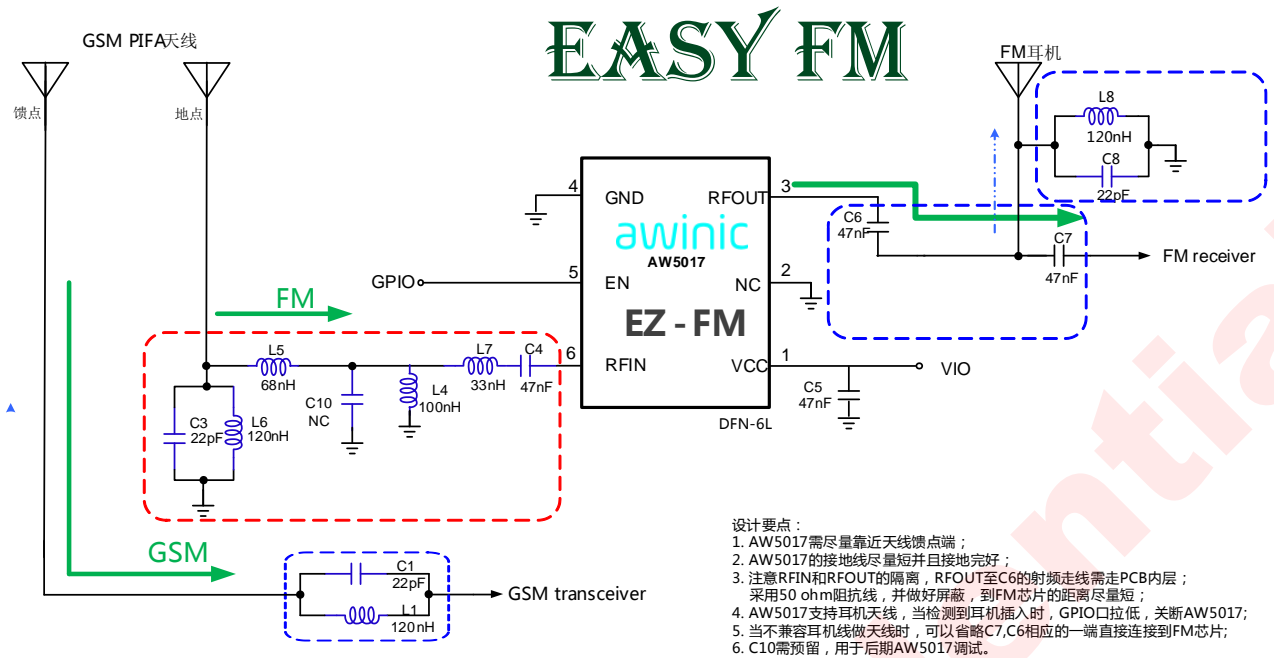 EASY FM
GSM PIFA天线
FM耳机
馈点
地点
L8
120nH
C8
22pF
4
GND
RFOUT
3
C6
47nF
awinic
AW5017
C7
47nF
FM receiver
GPIO
5
EN
NC
2
FM
EZ - FM
L5
68nH
L7
33nH
C4
47nF
6
RFIN
VCC
1
VIO
C10
NC
L4
100nH
C5
47nF
C3
22pF
L6
120nH
DFN-6L
GSM
C1
22pF
L1
120nH
GSM transceiver
设计要点：
1. AW5017需尽量靠近天线馈点端；
2. AW5017的接地线尽量短并且接地完好；
3. 注意RFIN和RFOUT的隔离，RFOUT至C6的射频走线需走PCB内层；
采用50 ohm阻抗线，并做好屏蔽，到FM芯片的距离尽量短；
4. AW5017支持耳机天线，当检测到耳机插入时，GPIO口拉低，关断AW5017;
5. 当不兼容耳机线做天线时，可以省略C7,C6相应的一端直接连接到FM芯片;
6. C10需预留，用于后期AW5017调试。
ntia